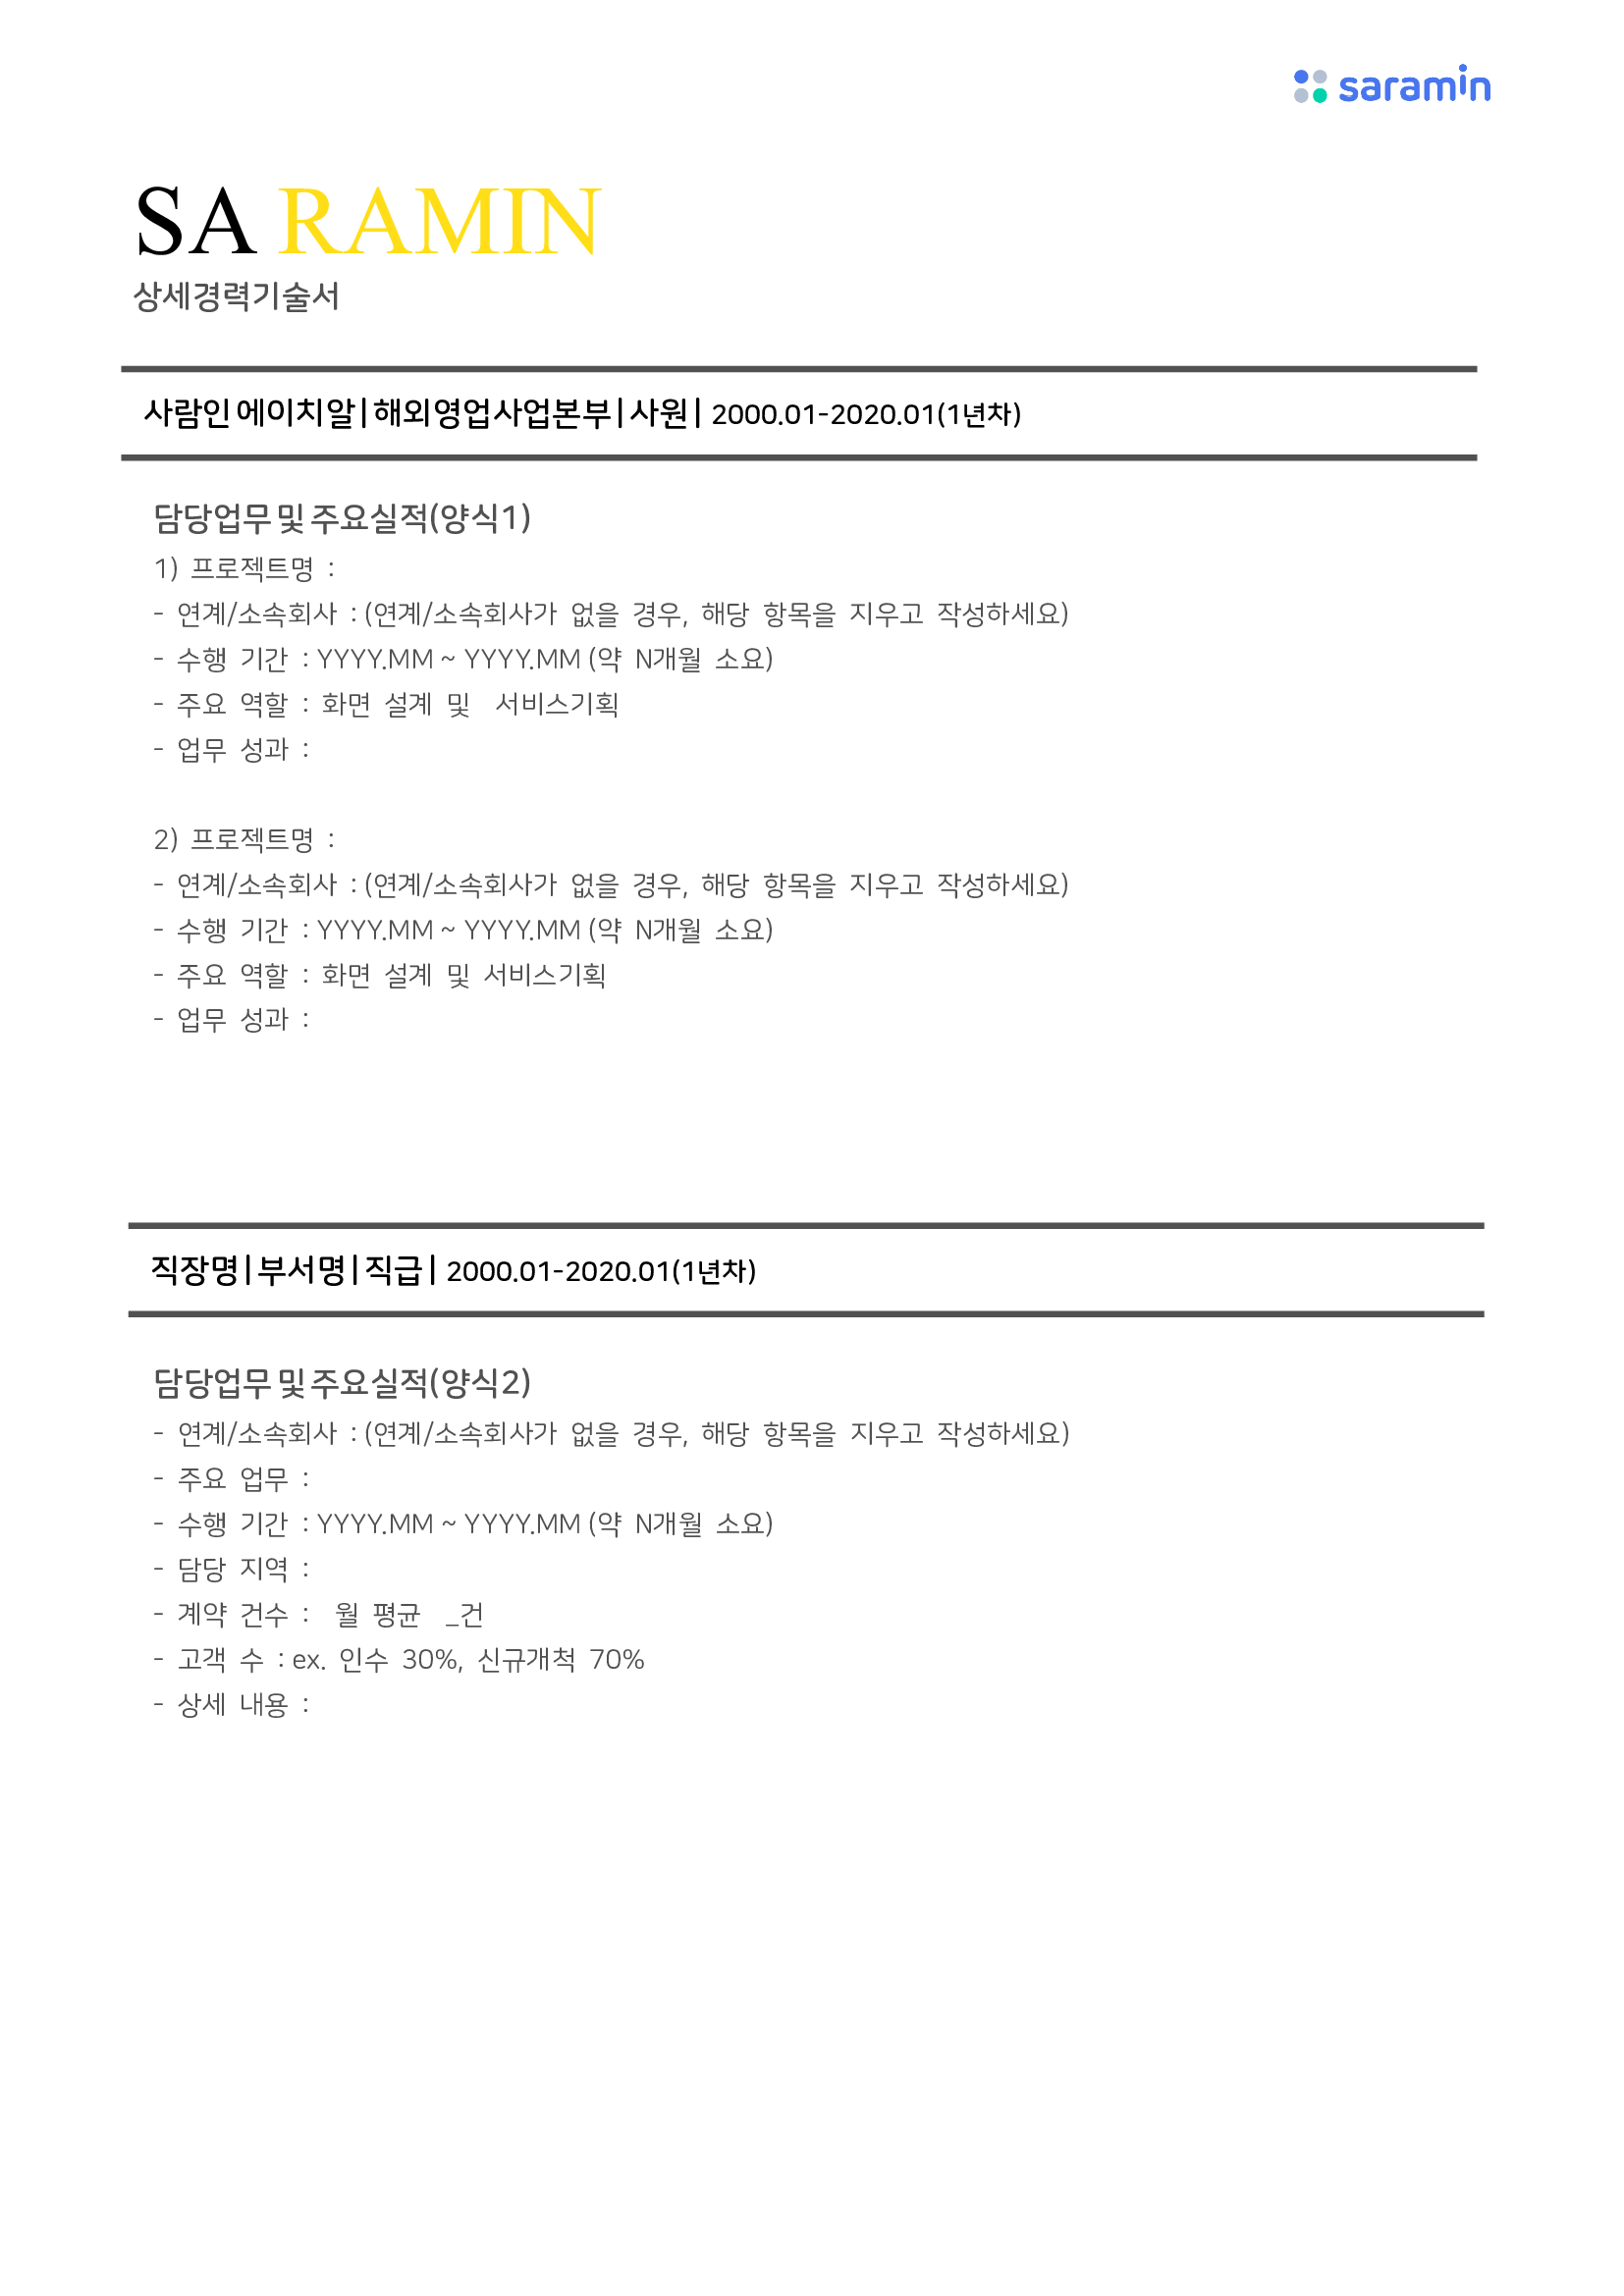 saramin
SA RAMIN
상세경력기술서
사람인 에이치알 | 해외영업사업본부 | 사원 | 2000.01-2020.01(1년차)
담당업무 및 주요실적(양식1)
1) 프로젝트명 :
- 연계/소속회사 : (연계/소속회사가 없을 경우, 해당 항목을 지우고 작성하세요)
- 수행 기간 : YYYY.MM ~ YYYY.MM (약 N개월 소요)
- 주요 역할 : 화면 설계 및 서비스기획
- 업무 성과 :
2) 프로젝트명 :
- 연계/소속회사 : (연계/소속회사가 없을 경우, 해당 항목을 지우고 작성하세요)
- 수행 기간 : YYYY.MM ~ YYYY.MM (약 N개월 소요)
- 주요 역할 : 화면 설계 및 서비스기획
- 업무 성과 :
직장명 | 부서명 | 직급 | 2000.01-2020.01(1년차)
담당업무 및 주요실적(양식2)
- 연계/소속회사 : (연계/소속회사가 없을 경우, 해당 항목을 지우고 작성하세요)
- 주요 업무 :
- 수행 기간 : YYYY.MM ~ YYYY.MM (약 N개월 소요)
- 담당 지역 :
- 계약 건수 : 월 평균 _건
- 고객 수 : ex. 인수 30%, 신규개척 70%
- 상세 내용 :